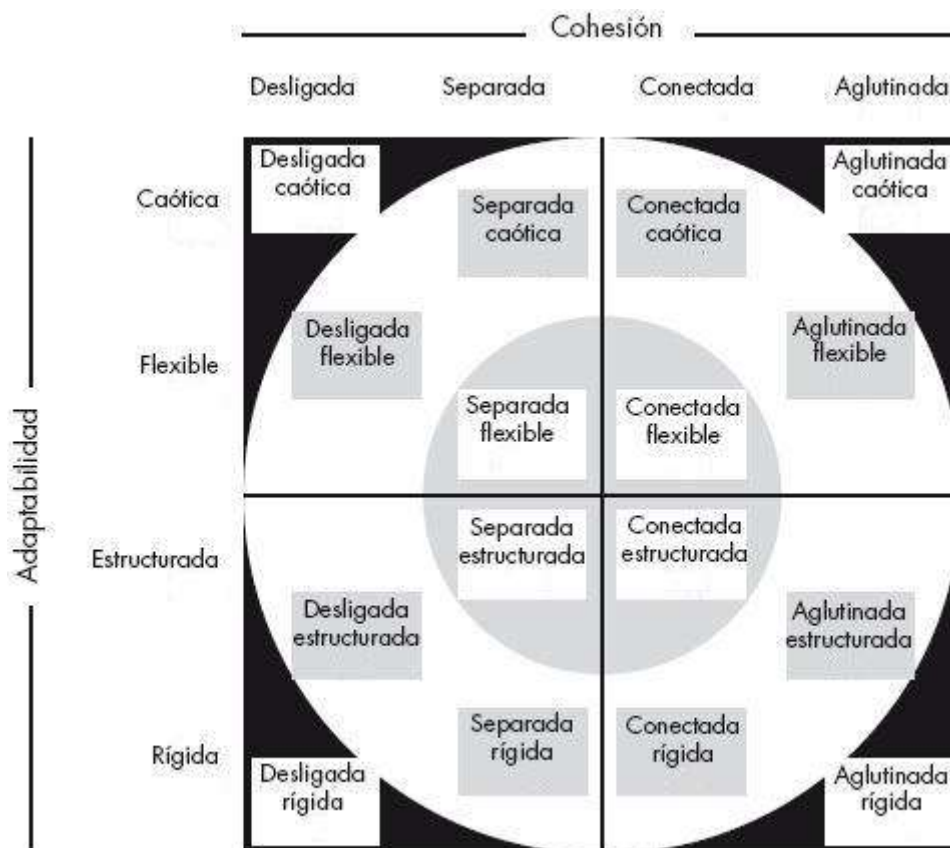 Cohesión
Desligada Separada Conectada Aglutinada
Adaptabilidad
Caótica
Desligada
caótica
Separada
caótica
Conectada
caótica
Aglutinada
caótica
Flexible
Desligada
flexible
Separada
flexible
Conectada
flexible
Aglutinada
flexible
Estructurada
Desligada
estructurada
Separada
estructurada
Conectada
estructurada
Aglutinada
estructurada
Rígida
Desligada
rígida
Separada
rígida
Conectada
rígida
Aglutinada
rígida